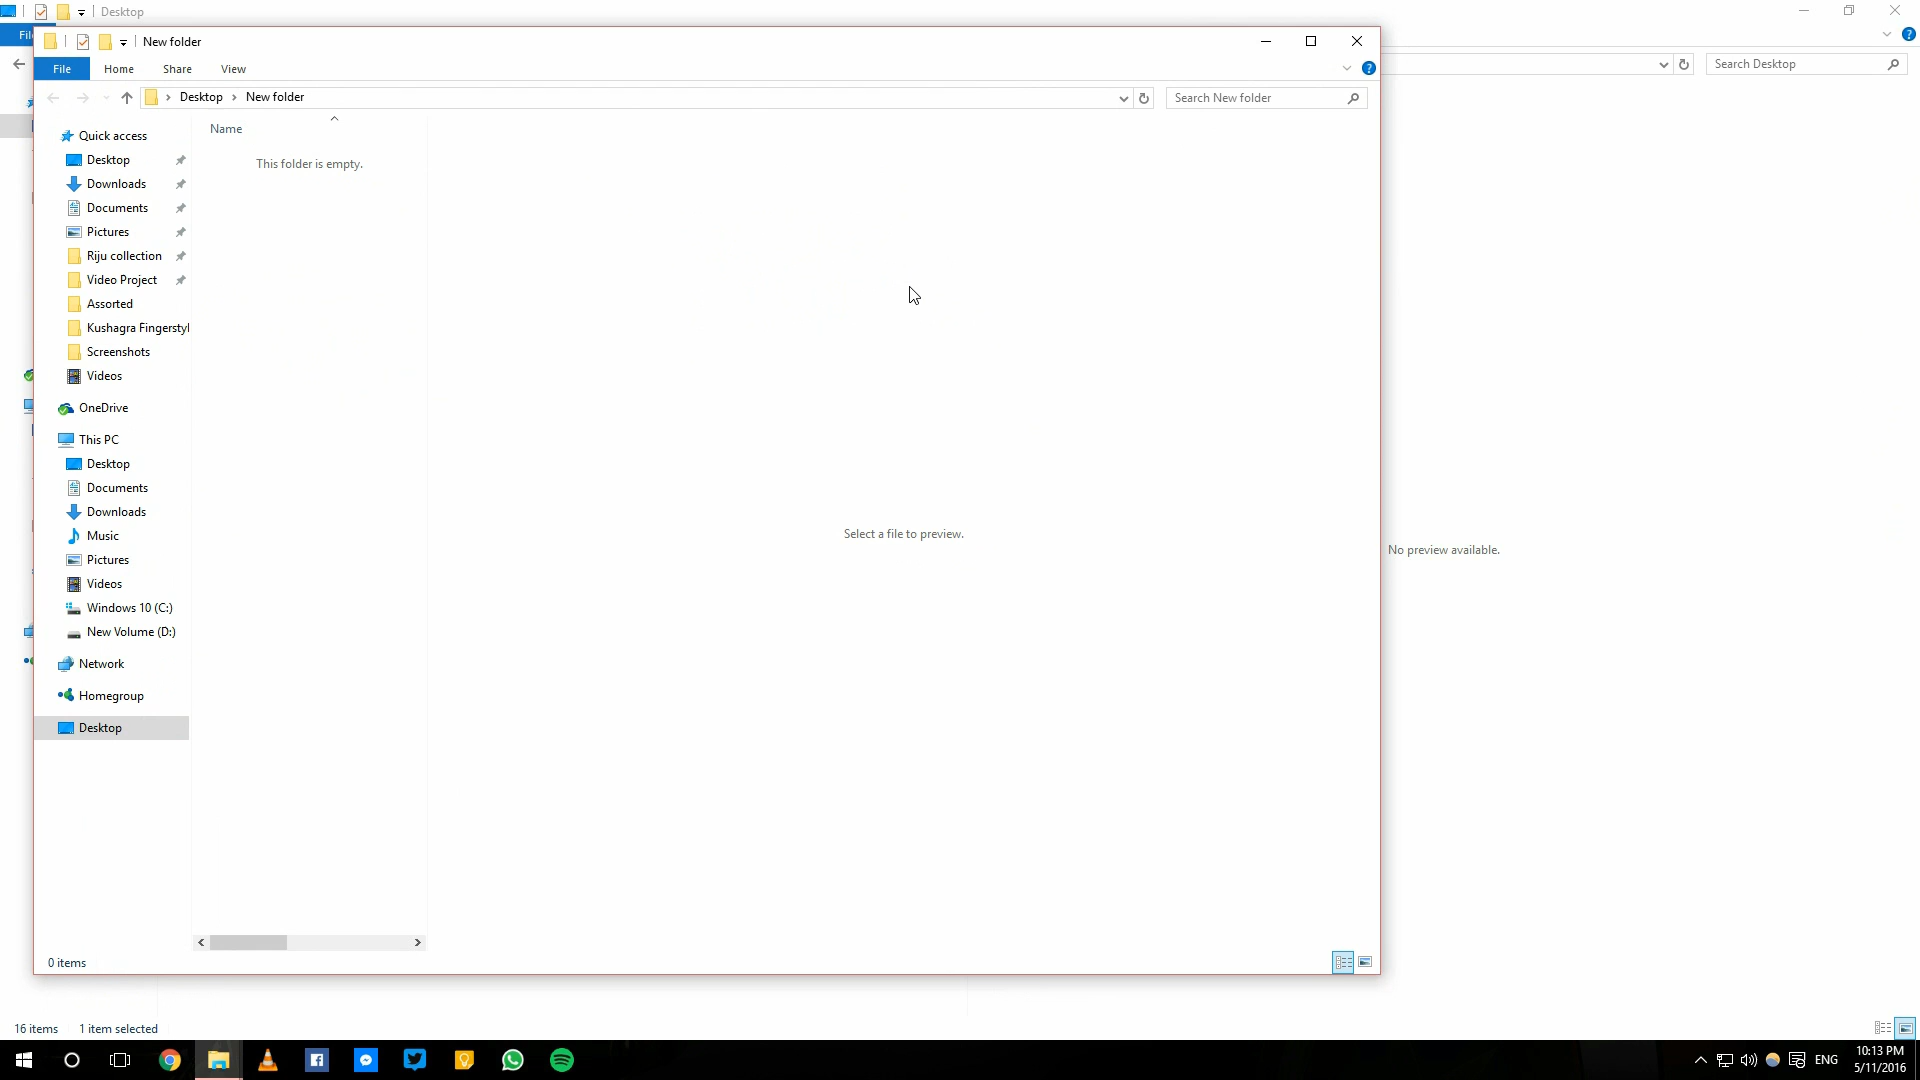 Desktop
New folder
File
File Home Share View
Desktop New folder
Search New folder
Search Desktop
Name
This folder is empty.
Quick access
Desktop
Downloads
Documents
Pictures
Riju collection
Video Project
Assorted
Kushagra Fingerstyl
Screenshots
Videos
OneDrive
This PC
Desktop
Documents
Downloads
Music
Pictures
Videos
Windows 10 (C:)
New Volume (D:)
Network
Homegroup
Desktop
Select a file to preview.
No preview available.
0 items
16 items 1 item selected
ENG
10:13 PM
5/11/2016